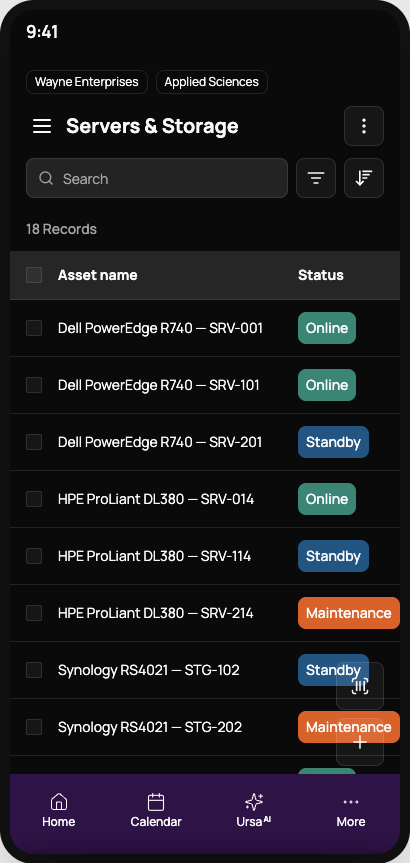 9:41
Wayne Enterprises Applied Sciences
Servers & Storage
Search
18 Records
Asset name Status
Dell PowerEdge R740 — SRV-001 Online
Dell PowerEdge R740 — SRV-101 Online
Dell PowerEdge R740 — SRV-201 Standby
HPE ProLiant DL380 — SRV-014 Online
HPE ProLiant DL380 — SRV-114 Standby
HPE ProLiant DL380 — SRV-214 Maintenance
Synology RS4021 — STG-102 Standby
Synology RS4021 — STG-202 Maintenance
Home Calendar Ursa AI More